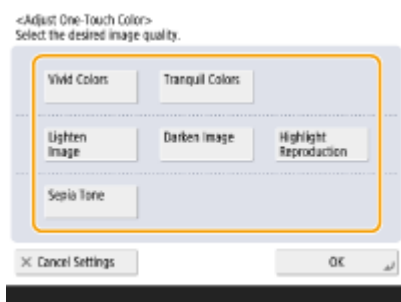 <Adjust One-Touch Color>
Select the desired image quality.
Vivid Colors
Tranquil Colors
Lighten
Image
Darken Image
Highlight
Reproduction
Sepia Tone
× Cancel Settings
OK